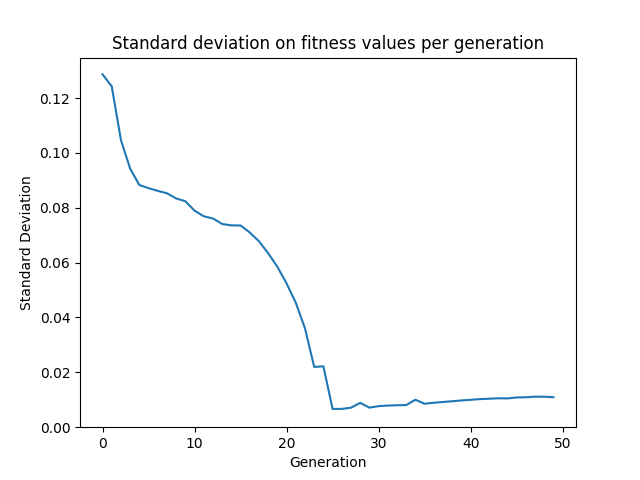 Standard deviation on fitness values per generation
0.12
0.10
0.08
0.06
0.04
0.02
0.00
Standard Deviation
0 10 20 30 40 50
Generation